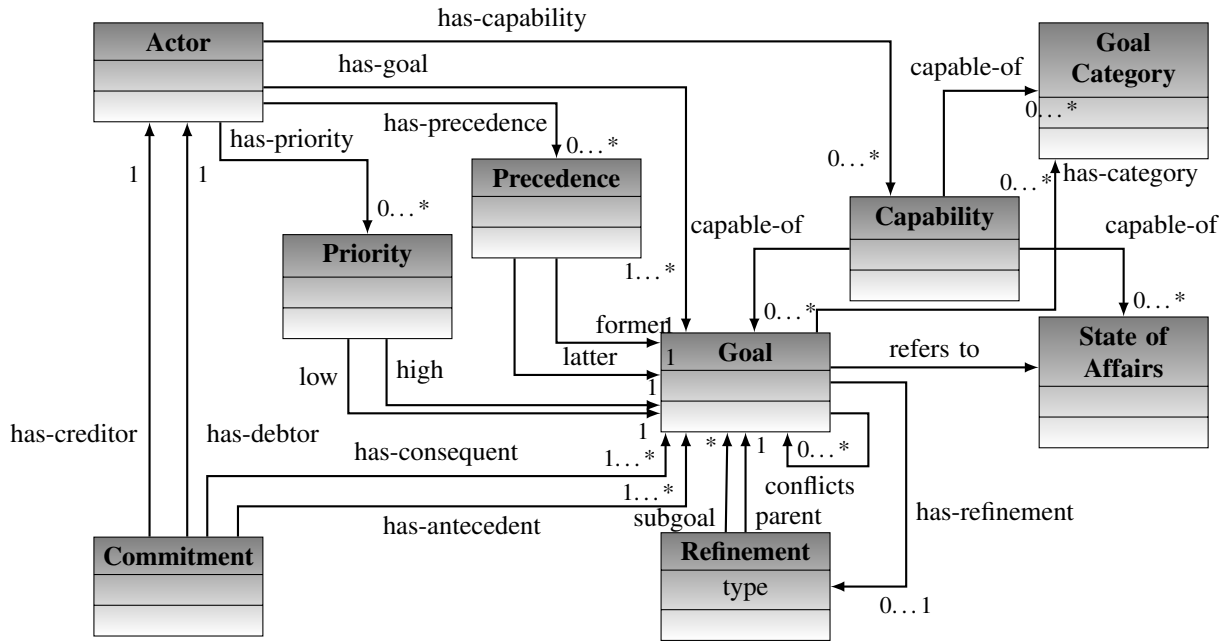 has-capability
Actor
Goal
Category
has-goal
capable-of
0...*
has-precedence
has-priority
0...*
0...*
has-category
1
1
Precedence
0...*
Capability
0...*
Priority
capable-of
capable-of
1...*
0...*
0...*
former
1
latter
1
Goal
refers to
State of
Affairs
low
high
1
1
*
1
0...*
has-creditor
has-debtor
has-consequent
1...*
conflicts
1...*
has-antecedent
subgoal
parent
has-refinement
Commitment
Refinement
type
0...1